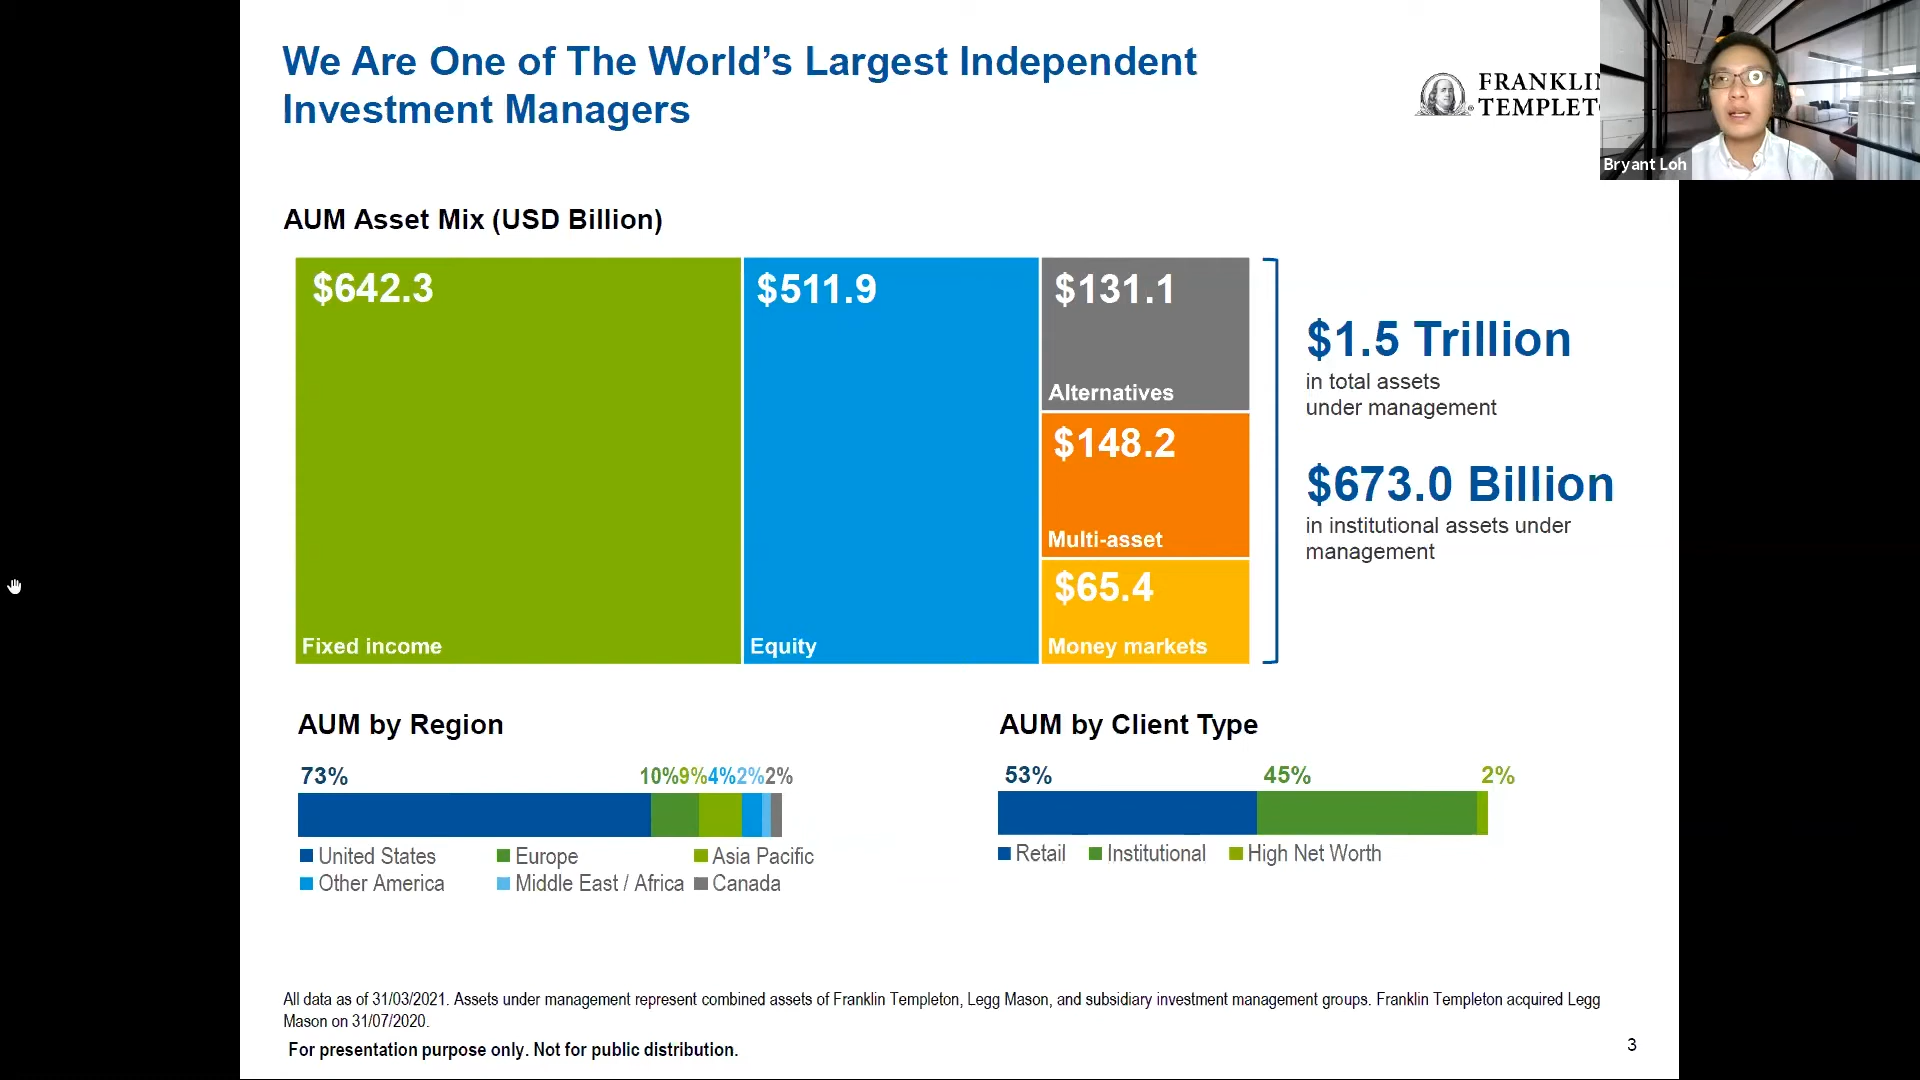 We Are One of The World's Largest Independent
Investment Managers
FRANKLIN
TEMPLET
Bryant Loh
AUM Asset Mix (USD Billion)
$642.3
Fixed income
$511.9
Equity
$131.1
Alternatives
$148.2
Multi-asset
$65.4
Money markets
$1.5 Trillion
in total assets
under management
$673.0 Billion
in institutional assets under
management
AUM by Region
73% 10% 9% 4% 2% 2%
United States Europe Asia Pacific
Other America Middle East / Africa Canada
AUM by Client Type
53% 45% 2%
Retail Institutional High Net Worth
All data as of 31/03/2021. Assets under management represent combined assets of Franklin Templeton, Legg Mason, and subsidiary investment management groups. Franklin Templeton acquired Legg
Mason on 31/07/2020.
For presentation purpose only. Not for public distribution.
3